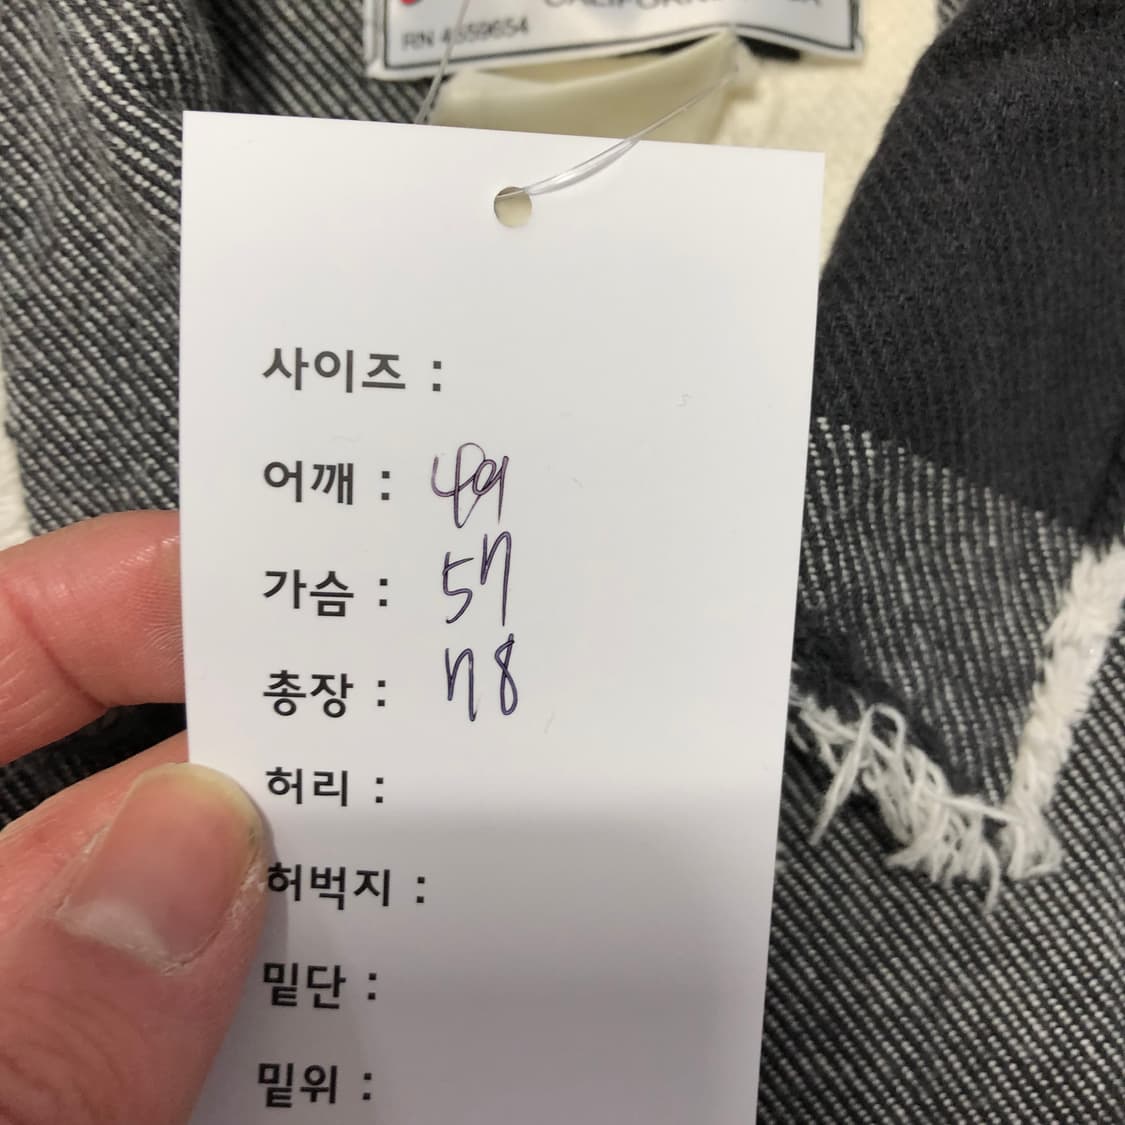 RN 4659654
사이즈 :
어깨 : 49
가슴 : 57
총장 : 78
허리 :
허벅지 :
밑단 :
밑위 :